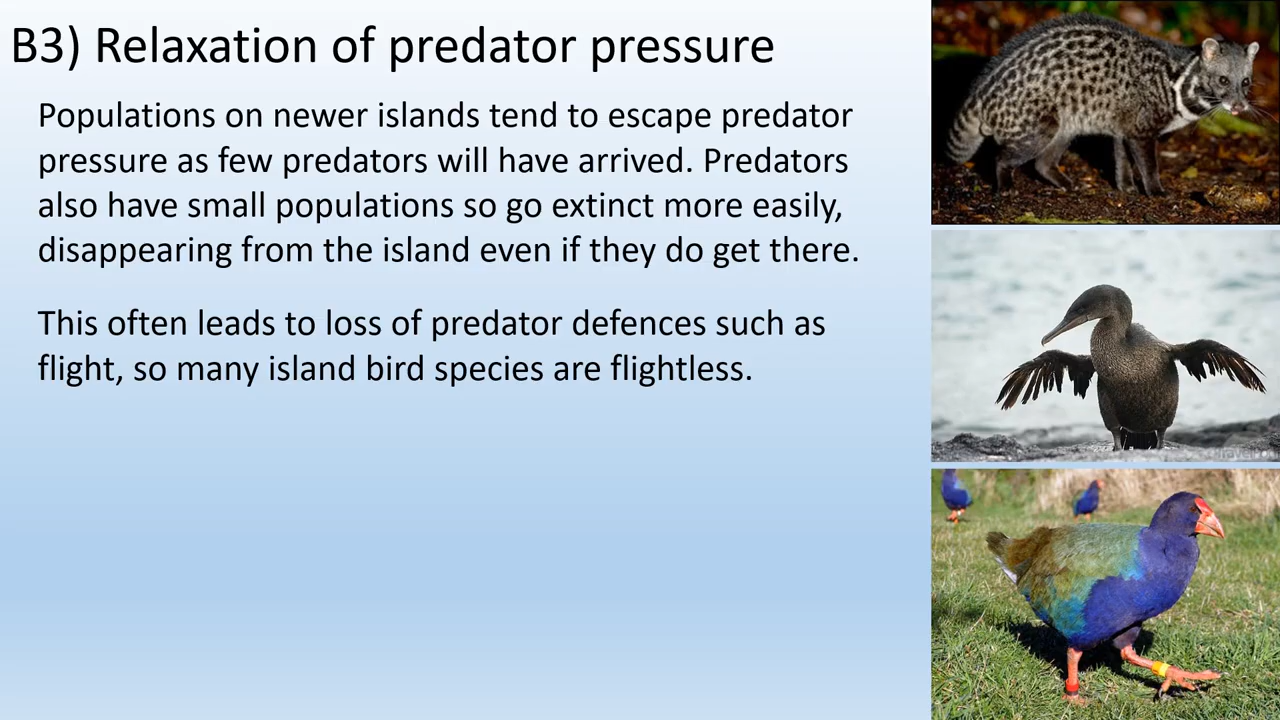 B3) Relaxation of predator pressure
Populations on newer islands tend to escape predator
pressure as few predators will have arrived. Predators
also have small populations so go extinct more easily,
disappearing from the island even if they do get there.
This often leads to loss of predator defences such as
flight, so many island bird species are flightless.